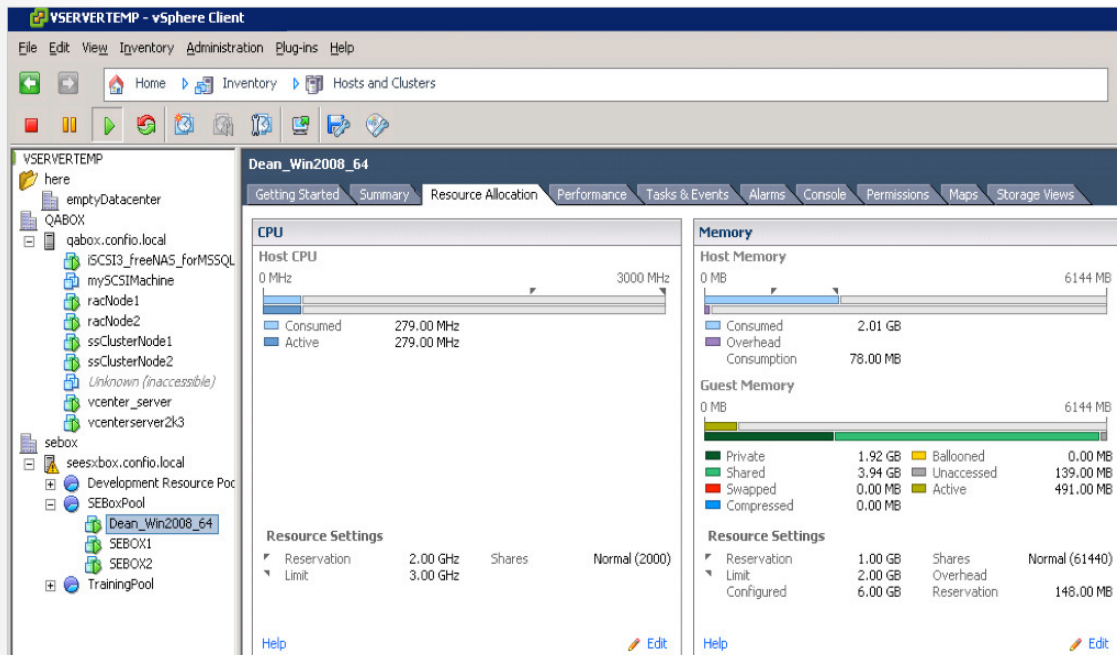 VSERVERTEMP - vSphere Client
File Edit View Inventory Administration Plug-ins Help
Home Inventory Hosts and Clusters
VSERVERTEMP
here
emptyDatacenter
QABOX
qabox.confio.local
iSCSI3_freeNAS_forMSSQL
mySCSIMachine
racNode1
racNode2
ssClusterNode1
ssClusterNode2
Unknown (inaccessible)
vcenter_server
vcenterserver2k3
sebox
seesxbox.confio.local
Development Resource Poo
SEBoxPool
Dean_Win2008_64
SEBOX1
SEBOX2
TrainingPool
Dean_Win2008_64
Getting Started Summary Resource Allocation Performance Tasks & Events Alarms Console Permissions Maps Storage Views
CPU
Host CPU
0 MHz 3000 MHz
Consumed 279.00 MHz
Active 279.00 MHz
Resource Settings
Reservation 2.00 GHz Shares Normal (2000)
Limit 3.00 GHz
Help Edit
Memory
Host Memory
0 MB 6144 MB
Consumed 2.01 GB
Overhead
Consumption 78.00 MB
Guest Memory
0 MB 6144 MB
Private 1.92 GB Ballooned 0.00 MB
Shared 3.94 GB Unaccessed 139.00 MB
Swapped 0.00 MB Active 491.00 MB
Compressed 0.00 MB
Resource Settings
Reservation 1.00 GB Shares Normal (61440)
Limit 2.00 GB Overhead
Configured 6.00 GB Reservation 148.00 MB
Help Edit